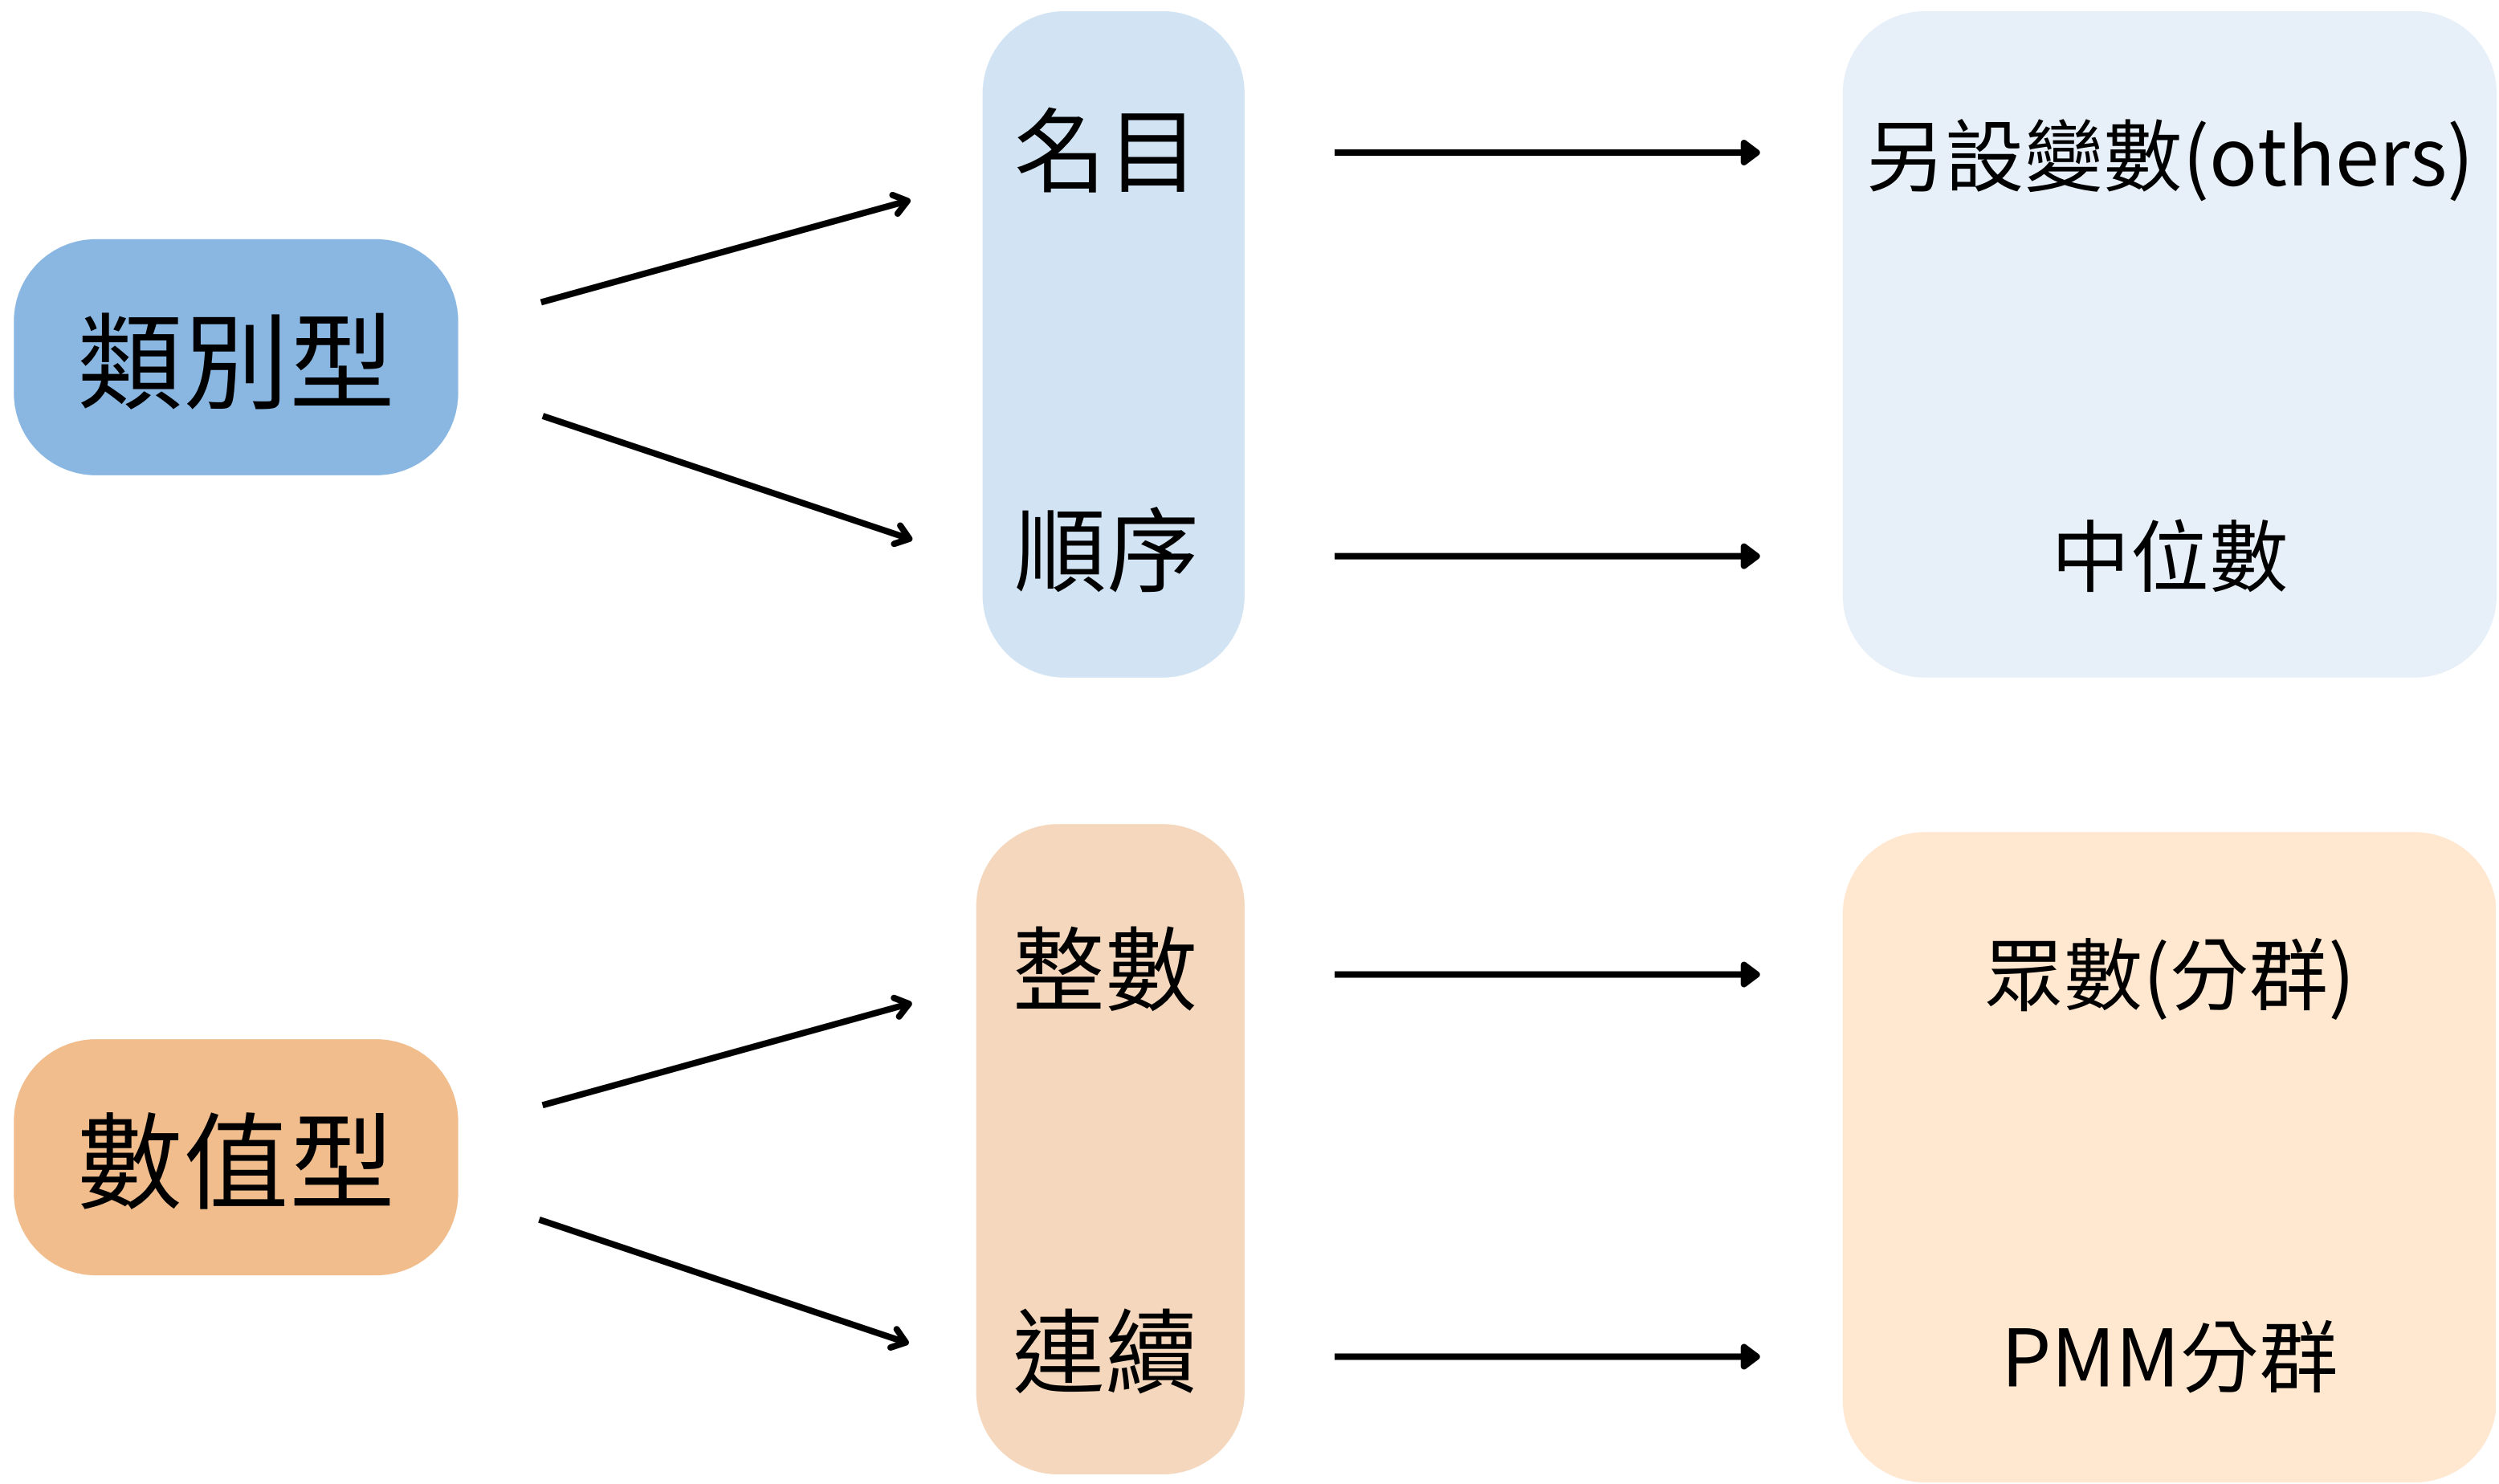 類別型
名目
另設變數(others)
順序
中位數
數值型
整數
眾數(分群)
連續
PMM分群